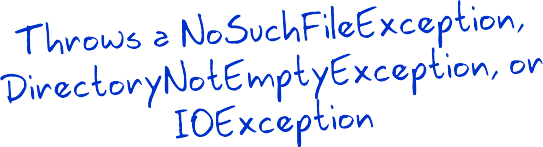 Throws a NoSuchFileException,
DirectoryNotEmptyException, or
IOException